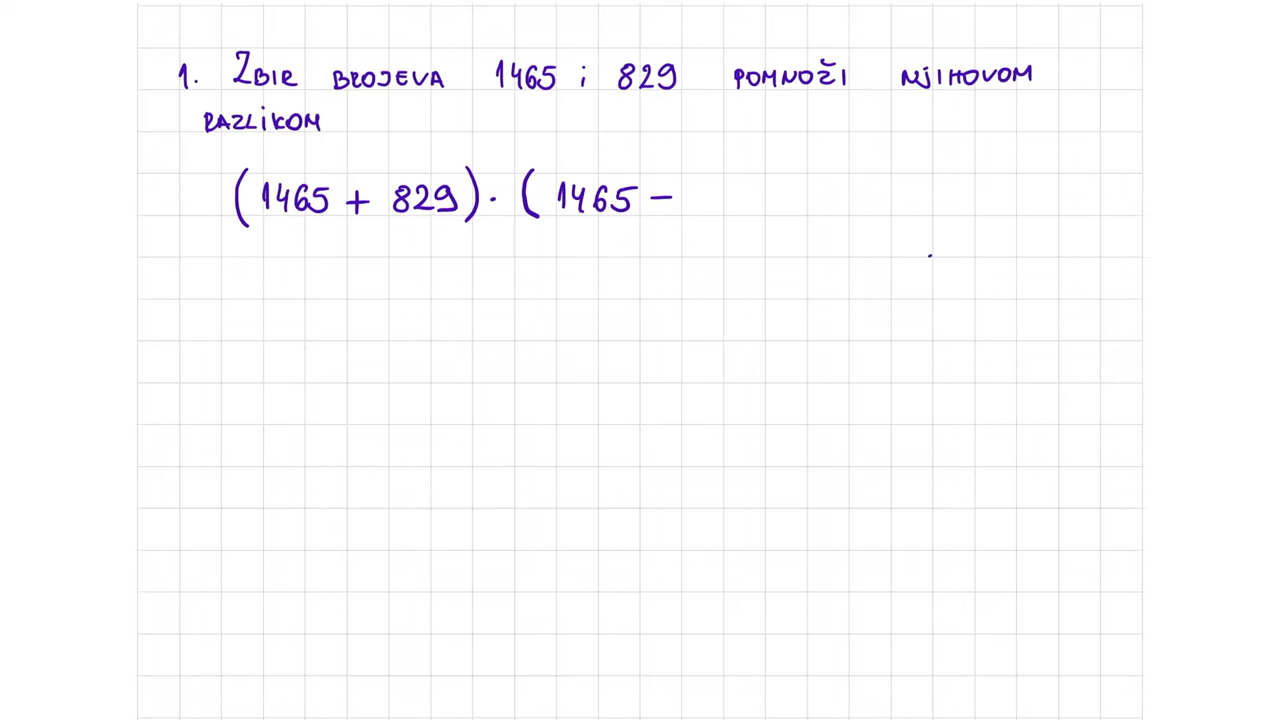 1. ZBIR BROJEVA 1465 i 829 POMNOŽI NJIHOVOM
RAZLIKOM
(1465 + 829) · (1465 –